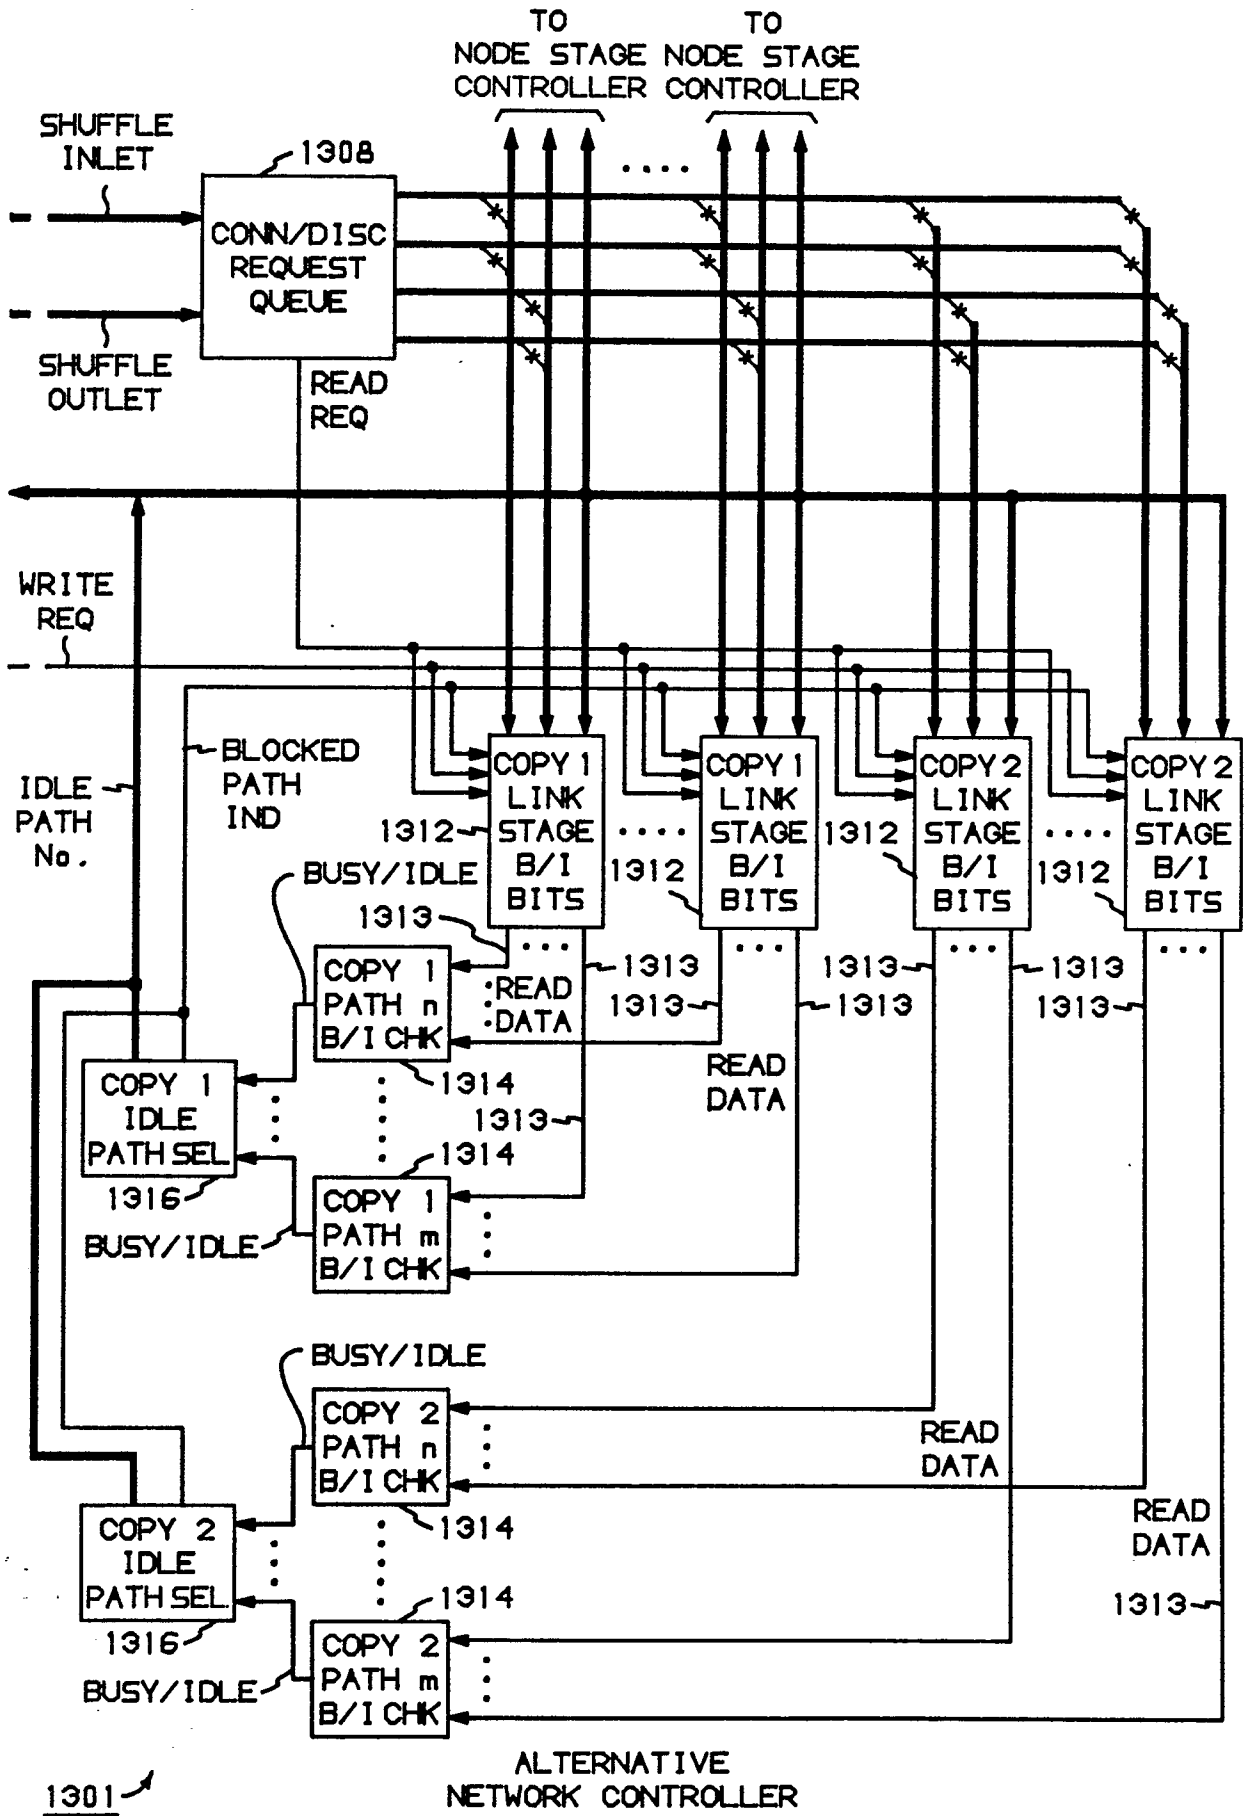 TO
NODE STAGE
CONTROLLER
TO
NODE STAGE
CONTROLLER
SHUFFLE
INLET
1308
CONN/DISC
REQUEST
QUEUE
SHUFFLE
OUTLET
READ
REQ
WRITE
REQ
BLOCKED
PATH
IND
IDLE
PATH
No.
COPY 1
LINK
STAGE
B/I
BITS
1312
COPY 1
LINK
STAGE
B/I
BITS
1312
COPY 2
LINK
STAGE
B/I
BITS
1312
COPY 2
LINK
STAGE
B/I
BITS
1312
BUSY/IDLE
1313
1313
1313
1313
1313
1313
1313
COPY 1
PATH n
B/I CHK
READ
DATA
1314
READ
DATA
COPY 1
IDLE
PATH SEL
1316
1313
1314
COPY 1
PATH m
B/I CHK
BUSY/IDLE
BUSY/IDLE
COPY 2
PATH n
B/I CHK
READ
DATA
1314
READ
DATA
COPY 2
IDLE
PATH SEL
1316
1314
1313
COPY 2
PATH m
B/I CHK
BUSY/IDLE
1301
ALTERNATIVE
NETWORK CONTROLLER